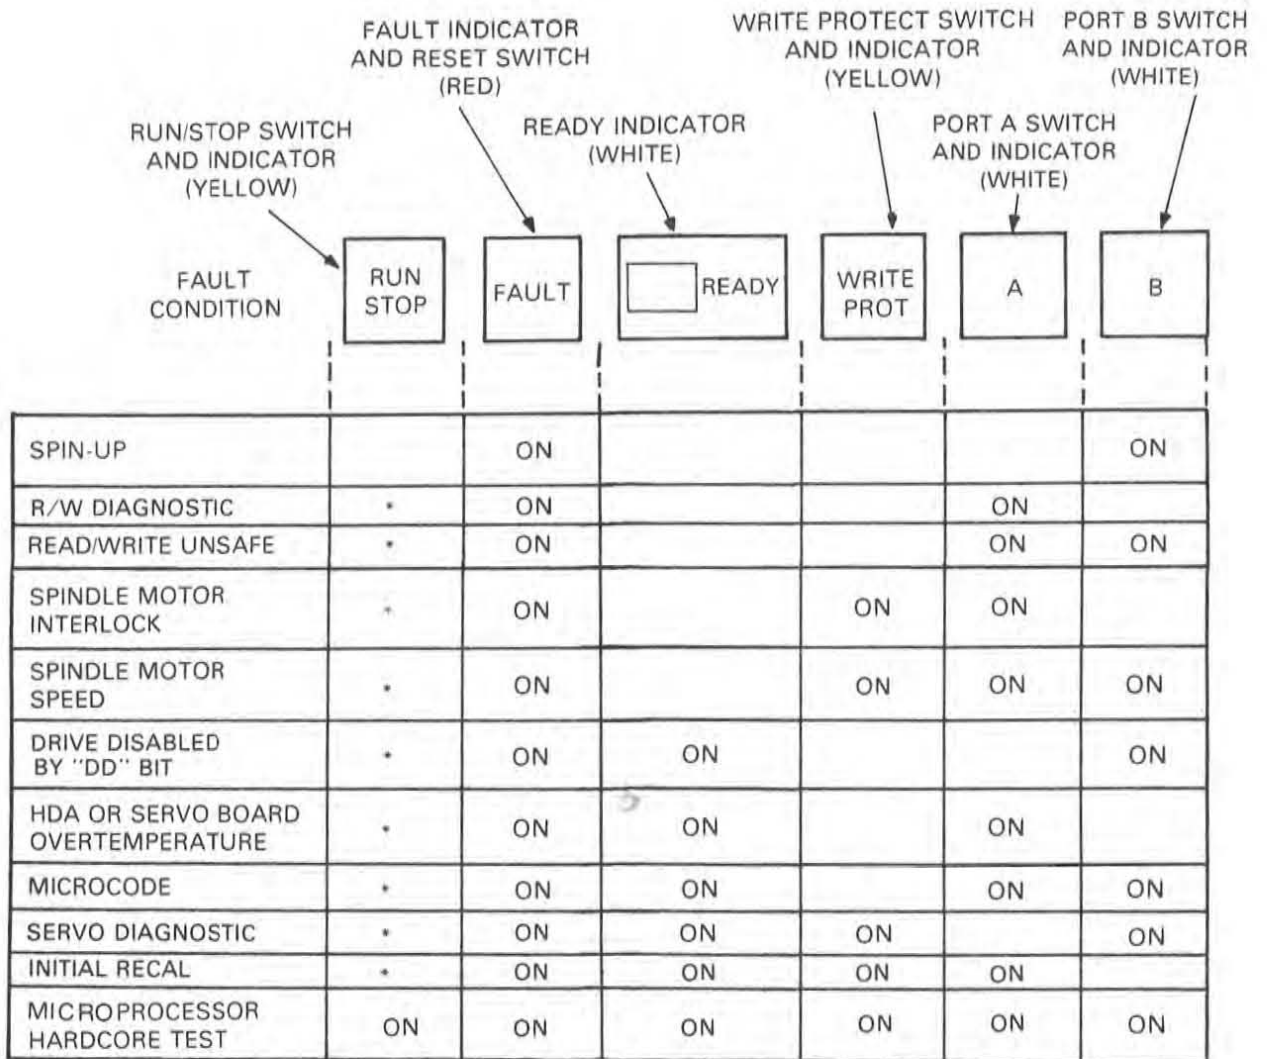 FAULT INDICATOR
AND RESET SWITCH
(RED)
WRITE PROTECT SWITCH
AND INDICATOR
(YELLOW)
PORT B SWITCH
AND INDICATOR
(WHITE)
RUN/STOP SWITCH
AND INDICATOR
(YELLOW)
READY INDICATOR
(WHITE)
PORT A SWITCH
AND INDICATOR
(WHITE)
FAULT
CONDITION
RUN
STOP
FAULT
READY
WRITE
PROT
A
B
SPIN-UP ON ON
R/W DIAGNOSTIC * ON ON
READ/WRITE UNSAFE * ON ON ON
SPINDLE MOTOR
INTERLOCK * ON ON ON
SPINDLE MOTOR
SPEED * ON ON ON ON
DRIVE DISABLED
BY "DD" BIT * ON ON ON
HDA OR SERVO BOARD
OVERTEMPERATURE * ON ON ON
MICROCODE * ON ON ON ON
SERVO DIAGNOSTIC * ON ON ON ON
INITIAL RECAL * ON ON ON ON
MICROPROCESSOR
HARDCORE TEST ON ON ON ON ON ON